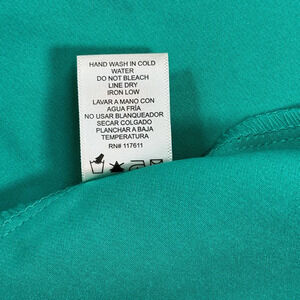 HAND WASH IN COLD
WATER
DO NOT BLEACH
LINE DRY
IRON LOW
LAVAR A MANO CON
AGUA FRÍA
NO USAR BLANQUEADOR
SECAR COLGADO
PLANCHAR A BAJA
TEMPERATURA
RN# 117611